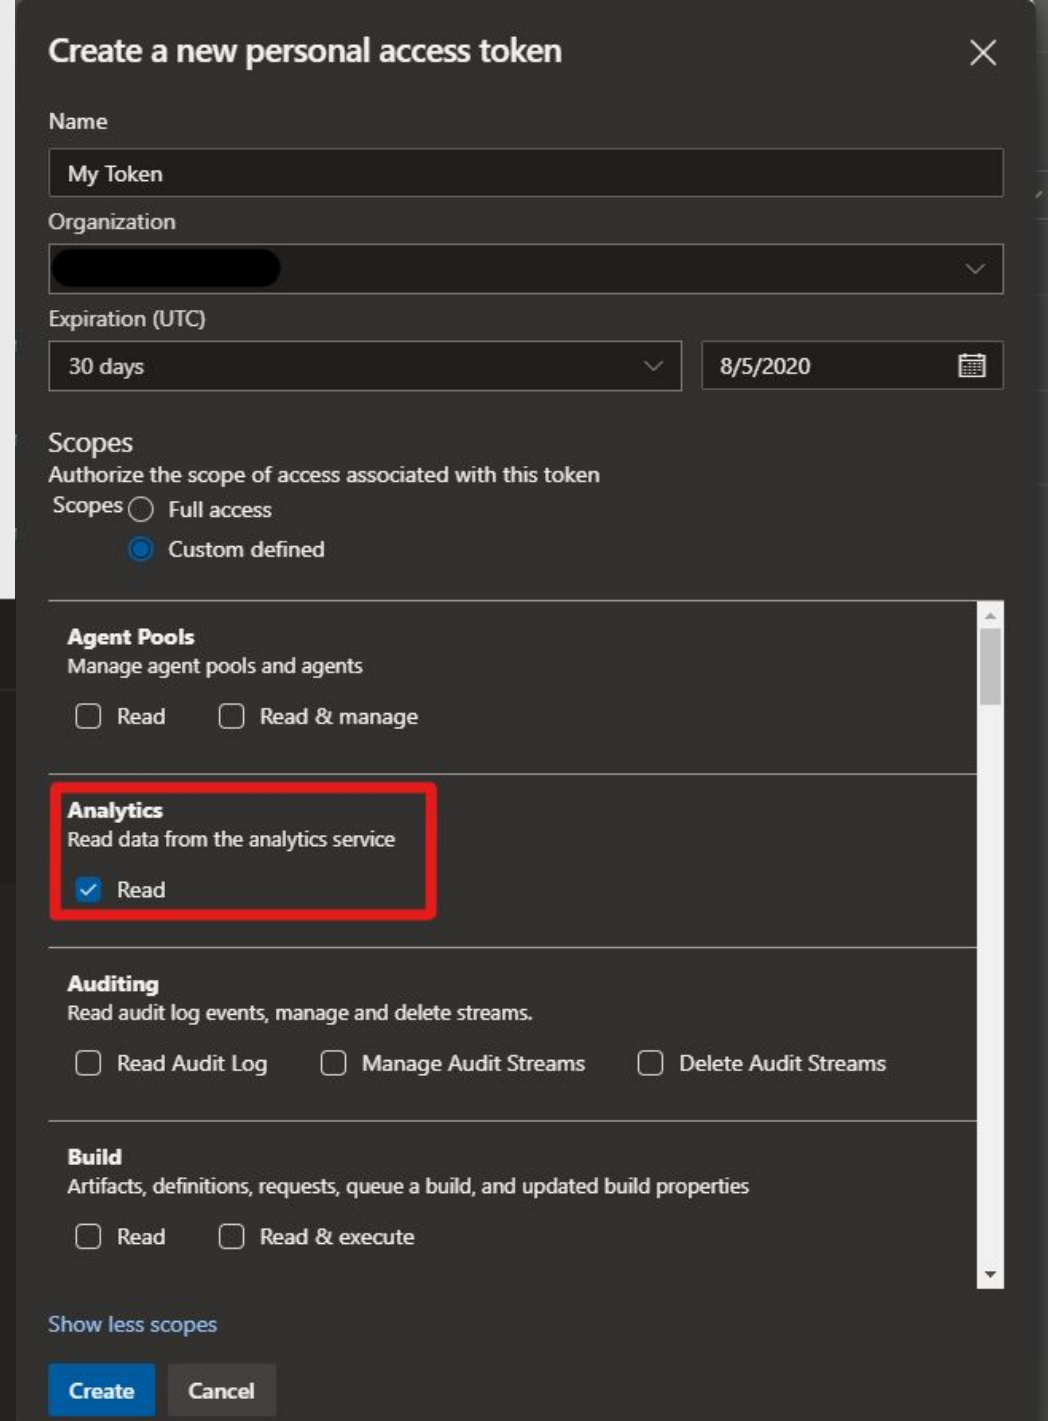 Create a new personal access token
Name
My Token
Organization
Expiration (UTC)
30 days
8/5/2020
Scopes
Authorize the scope of access associated with this token
Scopes
Full access
Custom defined
Agent Pools
Manage agent pools and agents
Read
Read & manage
Analytics
Read data from the analytics service
Read
Auditing
Read audit log events, manage and delete streams.
Read Audit Log
Manage Audit Streams
Delete Audit Streams
Build
Artifacts, definitions, requests, queue a build, and updated build properties
Read
Read & execute
Show less scopes
Create
Cancel